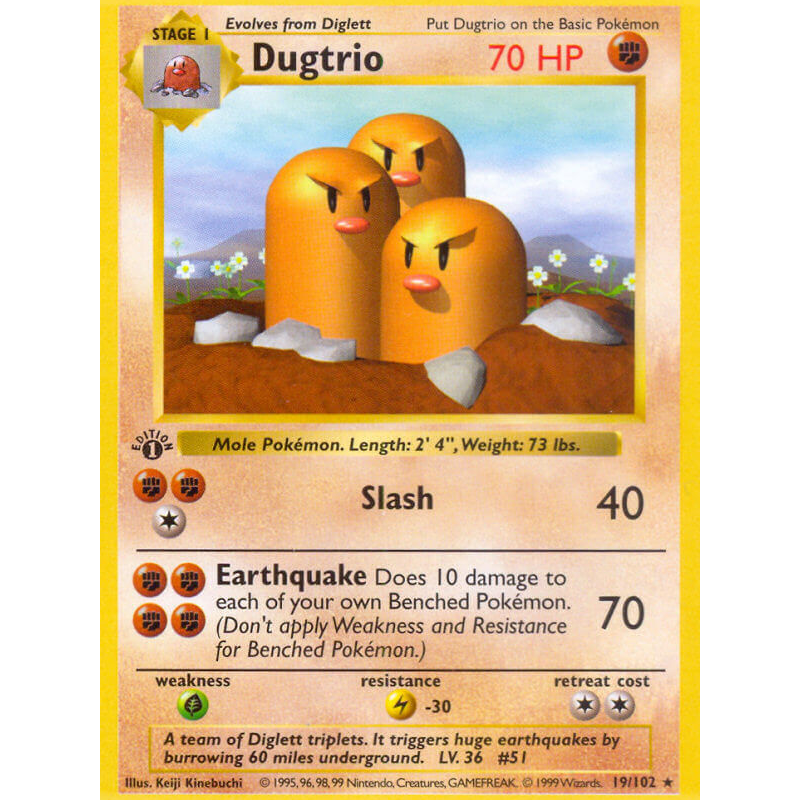 STAGE 1
Evolves from Diglett
Put Dugtrio on the Basic Pokémon
Dugtrio
70 HP
EDITION
1
Mole Pokémon. Length: 2' 4", Weight: 73 lbs.
Slash
40
Earthquake Does 10 damage to
each of your own Benched Pokémon.
(Don't apply Weakness and Resistance
for Benched Pokémon.)
70
weakness
resistance
retreat cost
-30
A team of Diglett triplets. It triggers huge earthquakes by
burrowing 60 miles underground. LV. 36 #51
Illus. Keiji Kinebuchi
© 1995, 96, 98, 99 Nintendo, Creatures, GAMEFREAK. © 1999 Wizards.
19/102 ★